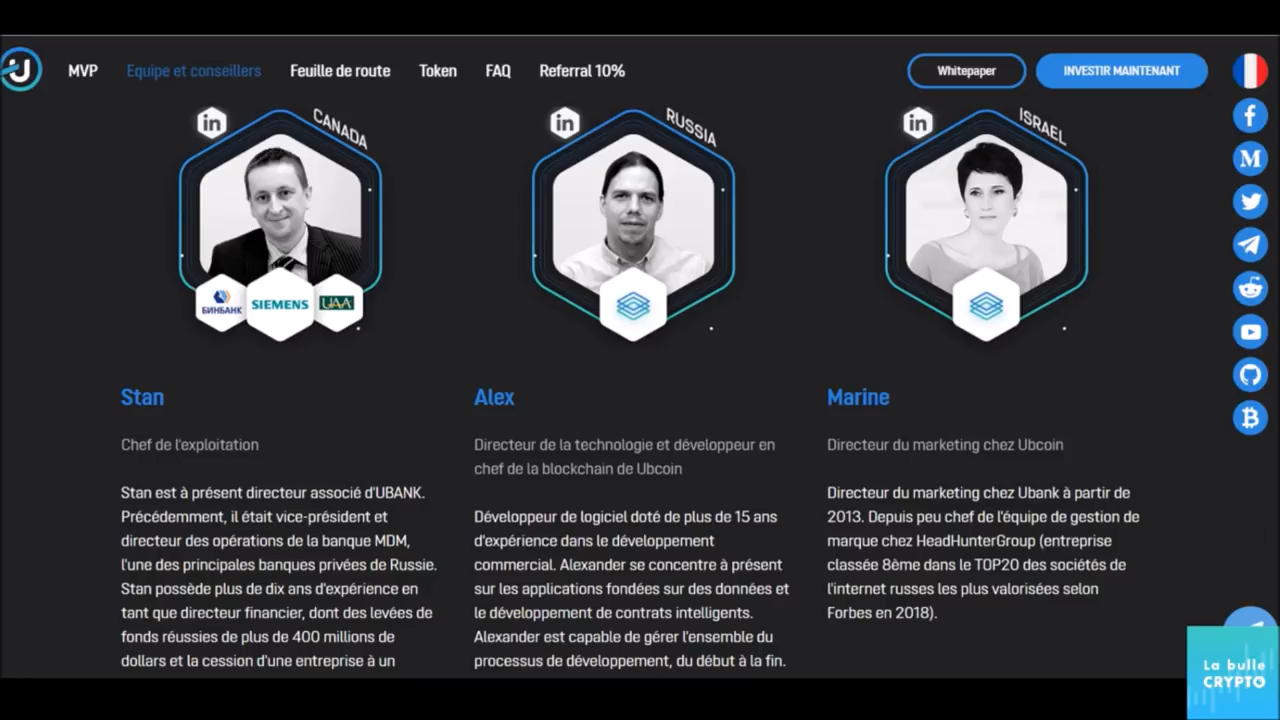 MVP
Equipe et conseillers
Feuille de route
Token
FAQ
Referral 10%
Whitepaper
INVESTIR MAINTENANT
CANADA
RUSSIA
ISRAEL
in
in
in
БИНБАНК
SIEMENS
UAA
Stan
Chef de l'exploitation
Stan est à présent directeur associé d'UBANK.
Précédemment, il était vice-président et
directeur des opérations de la banque MDM,
l'une des principales banques privées de Russie.
Stan possède plus de dix ans d'expérience en
tant que directeur financier, dont des levées de
fonds réussies de plus de 400 millions de
dollars et la cession d'une entreprise à un
Alex
Directeur de la technologie et développeur en
chef de la blockchain de Ubcoin
Développeur de logiciel doté de plus de 15 ans
d'expérience dans le développement
commercial. Alexander se concentre à présent
sur les applications fondées sur des données et
le développement de contrats intelligents.
Alexander est capable de gérer l'ensemble du
processus de développement, du début à la fin.
Marine
Directeur du marketing chez Ubcoin
Directeur du marketing chez Ubank à partir de
2013. Depuis peu chef de l'équipe de gestion de
marque chez HeadHunterGroup (entreprise
classée 8ème dans le TOP20 des sociétés de
l'internet russes les plus valorisées selon
Forbes en 2018).
La bulle
CRYPTO